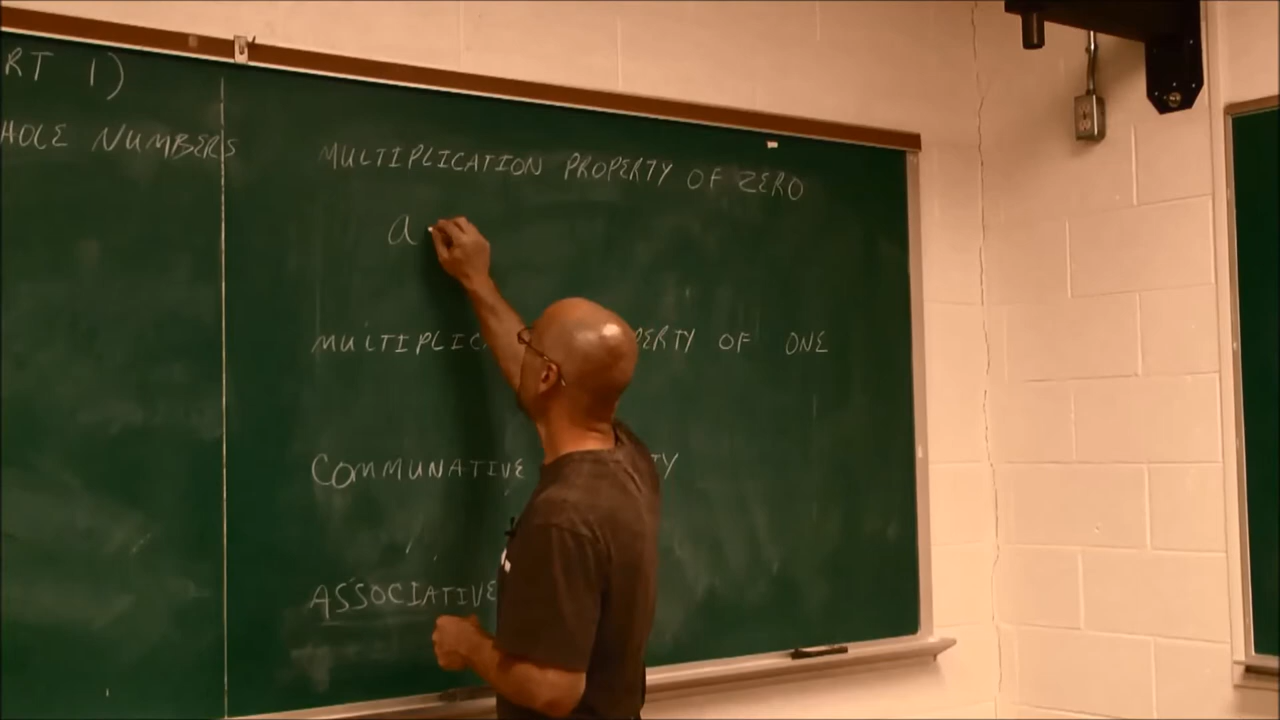 RT 1)
HOLE NUMBERS
MULTIPLICATION PROPERTY OF ZERO
a
MULTIPLIC PERTY OF ONE
COMMUNATIVE TY
ASSOCIATIVE